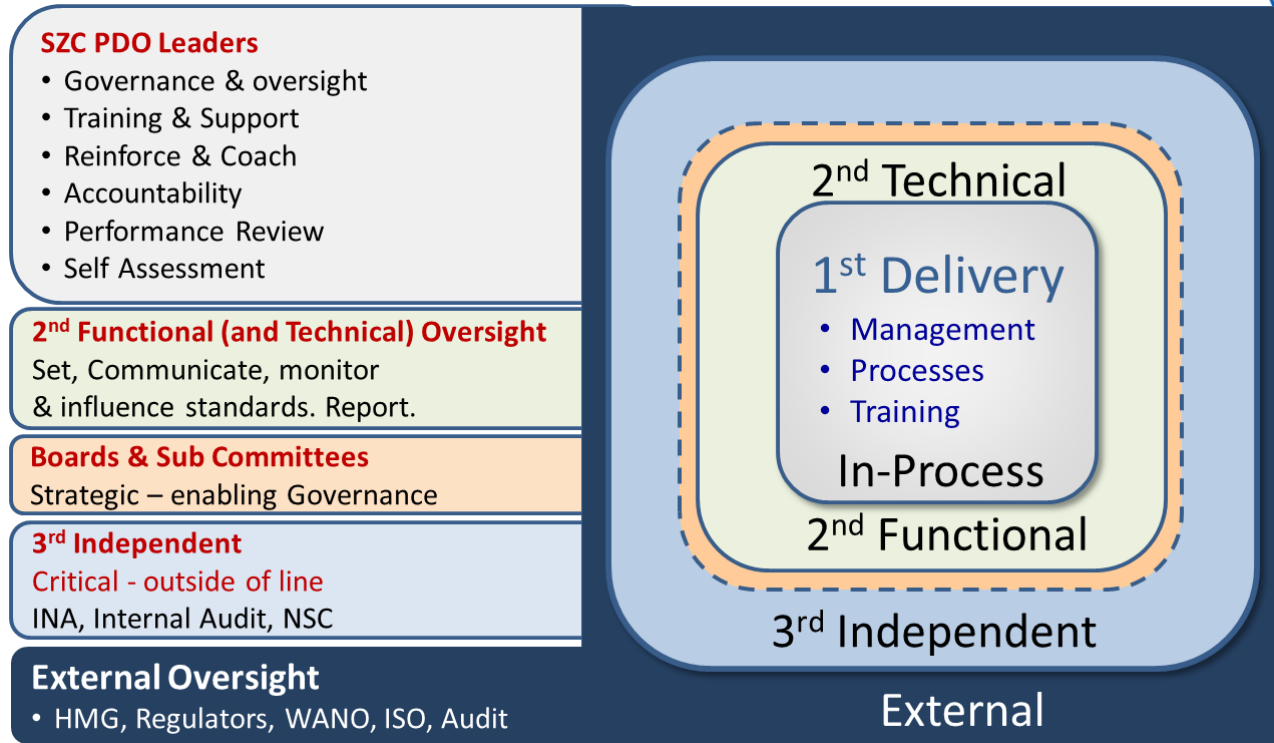 SZC PDO Leaders
• Governance & oversight
• Training & Support
• Reinforce & Coach
• Accountability
• Performance Review
• Self Assessment
2nd Functional (and Technical) Oversight
Set, Communicate, monitor
& influence standards. Report.
Boards & Sub Committees
Strategic – enabling Governance
3rd Independent
Critical - outside of line
INA, Internal Audit, NSC
External Oversight
• HMG, Regulators, WANO, ISO, Audit
2nd Technical
1st Delivery
• Management
• Processes
• Training
In-Process
2nd Functional
3rd Independent
External